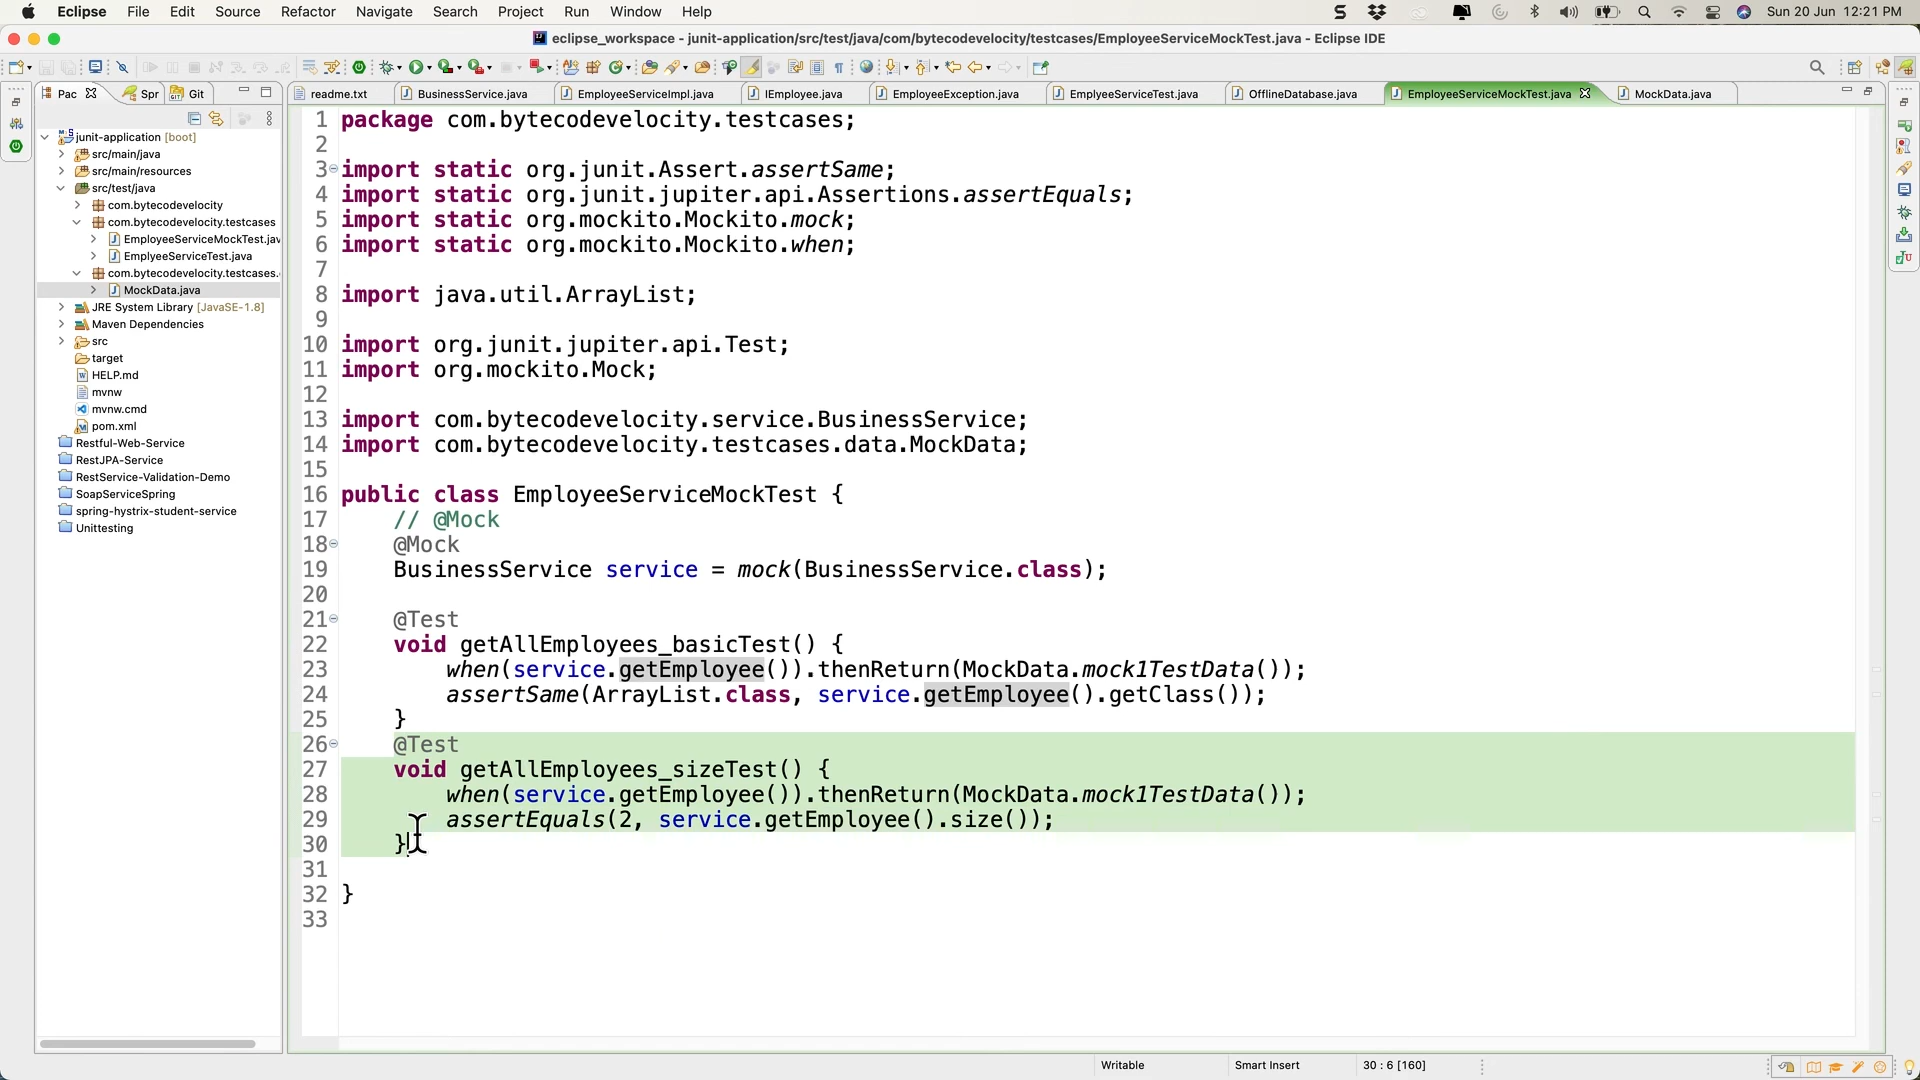 Eclipse File Edit Source Refactor Navigate Search Project Run Window Help Sun 20 Jun 12:21 PM
eclipse_workspace - junit-application/src/test/java/com/bytecodevelocity/testcases/EmployeeServiceMockTest.java - Eclipse IDE
Pac Spr Git
readme.txt BusinessService.java EmployeeServiceImpl.java IEmployee.java EmployeeException.java EmplyeeServiceTest.java OfflineDatabase.java EmployeeServiceMockTest.java MockData.java
junit-application [boot]
src/main/java
src/main/resources
src/test/java
com.bytecodevelocity
com.bytecodevelocity.testcases
EmployeeServiceMockTest.jav
EmplyeeServiceTest.java
com.bytecodevelocity.testcases.
MockData.java
JRE System Library [JavaSE-1.8]
Maven Dependencies
src
target
HELP.md
mvnw
mvnw.cmd
pom.xml
Restful-Web-Service
RestJPA-Service
RestService-Validation-Demo
SoapServiceSpring
spring-hystrix-student-service
Unittesting
1 package com.bytecodevelocity.testcases;
2
3 import static org.junit.Assert.assertSame;
4 import static org.junit.jupiter.api.Assertions.assertEquals;
5 import static org.mockito.Mockito.mock;
6 import static org.mockito.Mockito.when;
7
8 import java.util.ArrayList;
9
10 import org.junit.jupiter.api.Test;
11 import org.mockito.Mock;
12
13 import com.bytecodevelocity.service.BusinessService;
14 import com.bytecodevelocity.testcases.data.MockData;
15
16 public class EmployeeServiceMockTest {
17 // @Mock
18 @Mock
19 BusinessService service = mock(BusinessService.class);
20
21 @Test
22 void getAllEmployees_basicTest() {
23 when(service.getEmployee()).thenReturn(MockData.mock1TestData());
24 assertSame(ArrayList.class, service.getEmployee().getClass());
25 }
26 @Test
27 void getAllEmployees_sizeTest() {
28 when(service.getEmployee()).thenReturn(MockData.mock1TestData());
29 assertEquals(2, service.getEmployee().size());
30 }
31
32 }
33
Writable Smart Insert 30 : 6 [160]